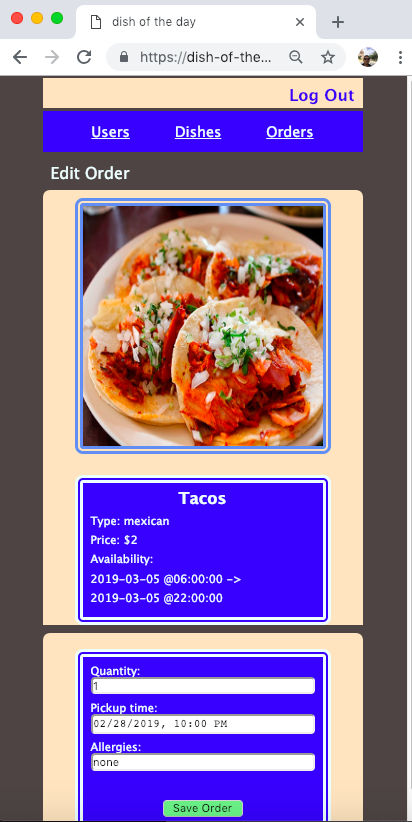 dish of the day
https://dish-of-the...
Log Out
Users Dishes Orders
Edit Order
Tacos
Type: mexican
Price: $2
Availability:
2019-03-05 @06:00:00 ->
2019-03-05 @22:00:00
Quantity:
1
Pickup time:
02/28/2019, 10:00 PM
Allergies:
none
Save Order